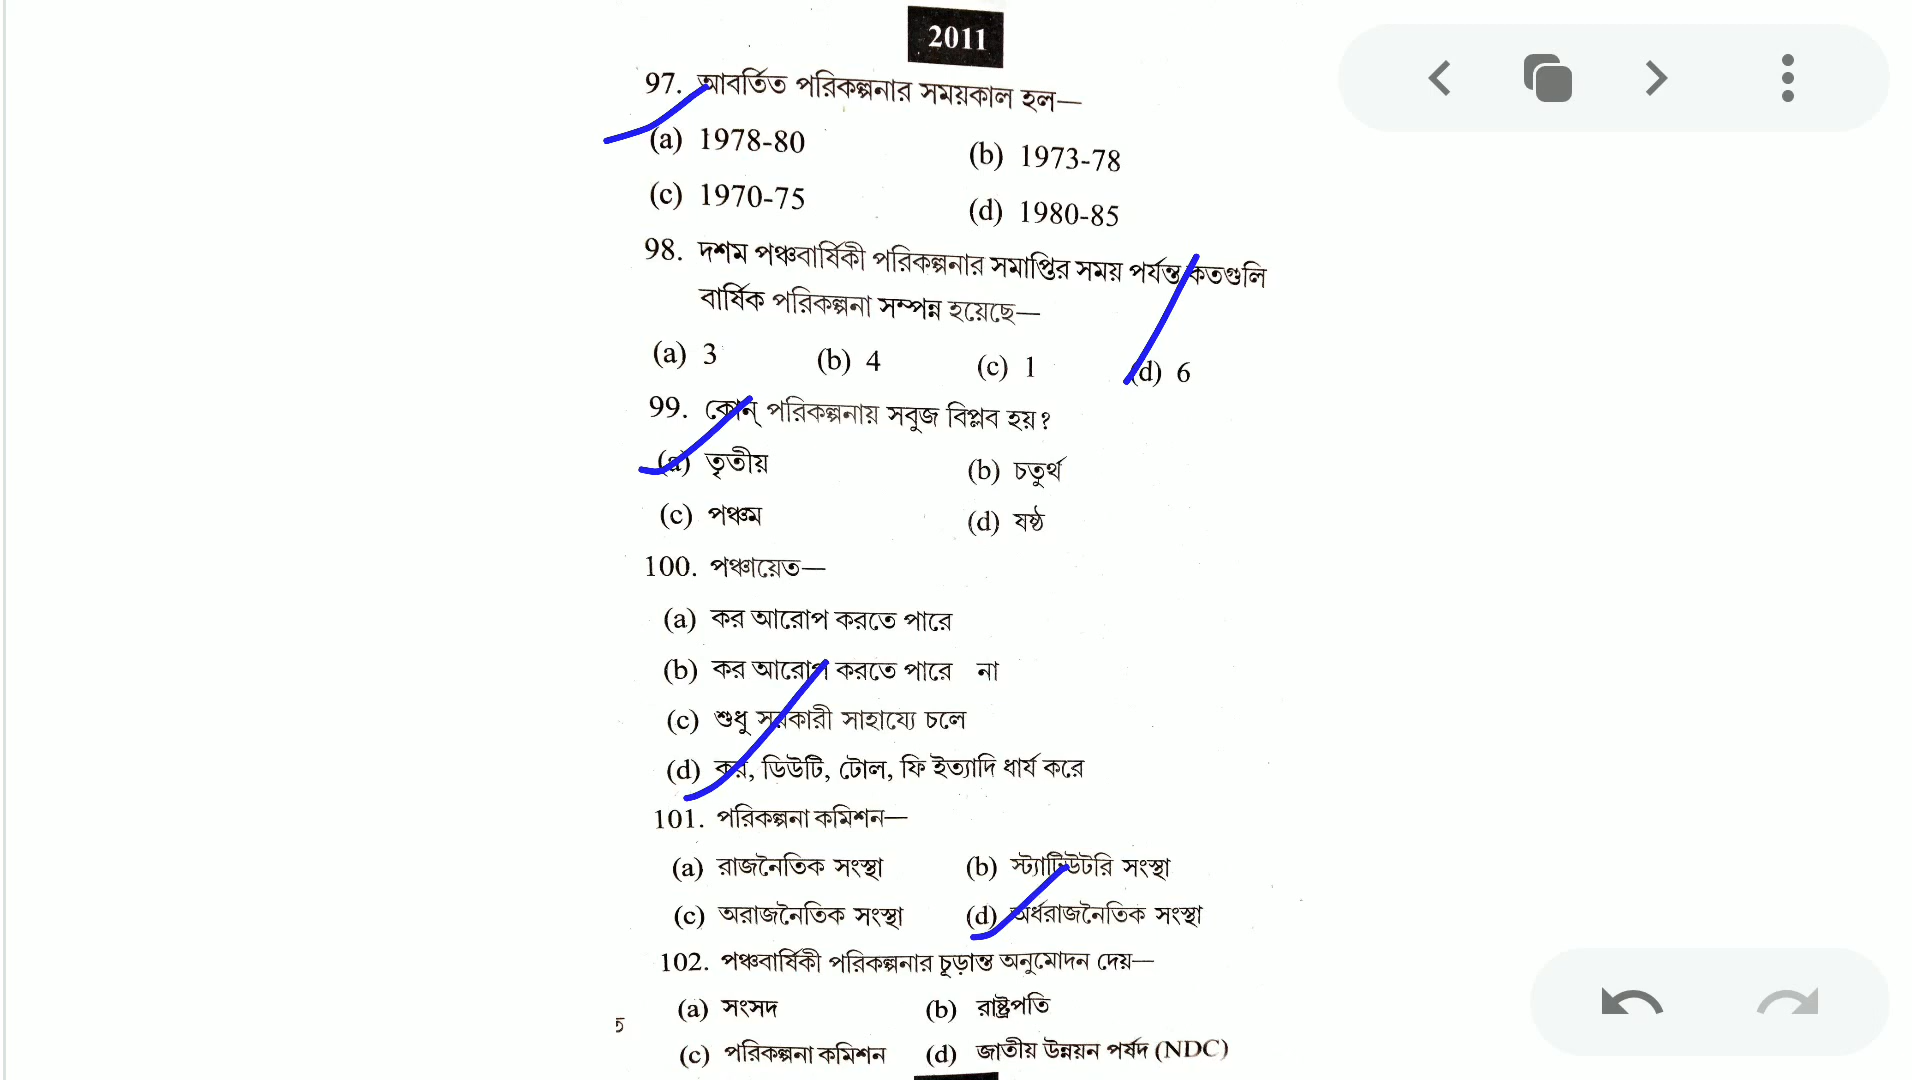 2011
97. আবর্তিত পরিকল্পনার সময়কাল হল—
(a) 1978-80 (b) 1973-78
(c) 1970-75 (d) 1980-85
98. দশম পঞ্চবার্ষিকী পরিকল্পনার সমাপ্তির সময় পর্যন্ত কতগুলি
বার্ষিক পরিকল্পনা সম্পন্ন হয়েছে—
(a) 3 (b) 4 (c) 1 (d) 6
99. কোন্ পরিকল্পনায় সবুজ বিপ্লব হয়?
(a) তৃতীয় (b) চতুর্থ
(c) পঞ্চম (d) ষষ্ঠ
100. পঞ্চায়েত—
(a) কর আরোপ করতে পারে
(b) কর আরোপ করতে পারে না
(c) শুধু সরকারী সাহায্যে চলে
(d) কর, ডিউটি, টোল, ফি ইত্যাদি ধার্য করে
101. পরিকল্পনা কমিশন—
(a) রাজনৈতিক সংস্থা (b) স্ট্যাটিউটরি সংস্থা
(c) অরাজনৈতিক সংস্থা (d) অর্ধরাজনৈতিক সংস্থা
102. পঞ্চবার্ষিকী পরিকল্পনার চূড়ান্ত অনুমোদন দেয়—
(a) সংসদ (b) রাষ্ট্রপতি
(c) পরিকল্পনা কমিশন (d) জাতীয় উন্নয়ন পর্ষদ (NDC)